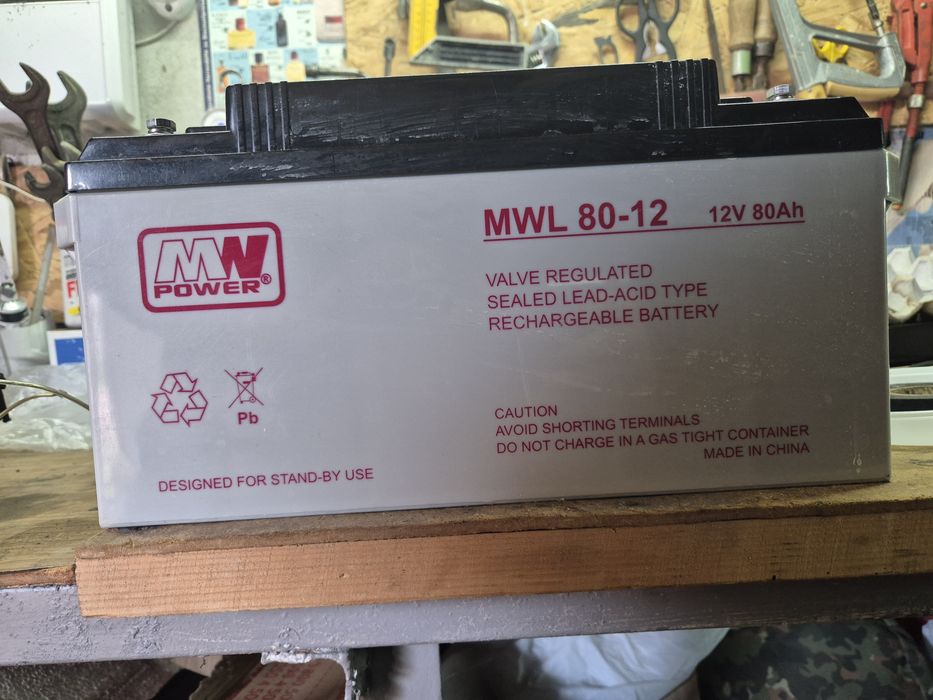 MW
POWER®
MWL 80-12 12V 80Ah
VALVE REGULATED
SEALED LEAD-ACID TYPE
RECHARGEABLE BATTERY
Pb
CAUTION
AVOID SHORTING TERMINALS
DO NOT CHARGE IN A GAS TIGHT CONTAINER
MADE IN CHINA
DESIGNED FOR STAND-BY USE